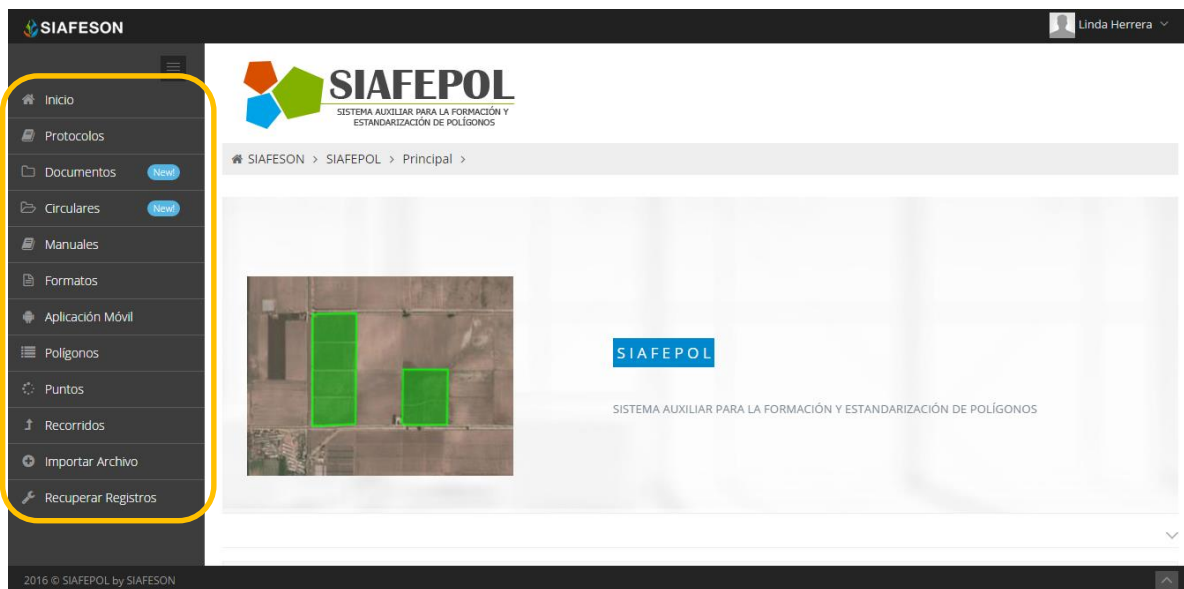 SIAFESON
Linda Herrera
Inicio
Protocolos
Documentos New!
Circulares New!
Manuales
Formatos
Aplicación Móvil
Polígonos
Puntos
Recorridos
Importar Archivo
Recuperar Registros
SIAFEPOL
SISTEMA AUXILIAR PARA LA FORMACIÓN Y
ESTANDARIZACIÓN DE POLÍGONOS
SIAFESON > SIAFEPOL > Principal >
SIAFEPOL
SISTEMA AUXILIAR PARA LA FORMACIÓN Y ESTANDARIZACIÓN DE POLÍGONOS
2016 © SIAFEPOL by SIAFESON